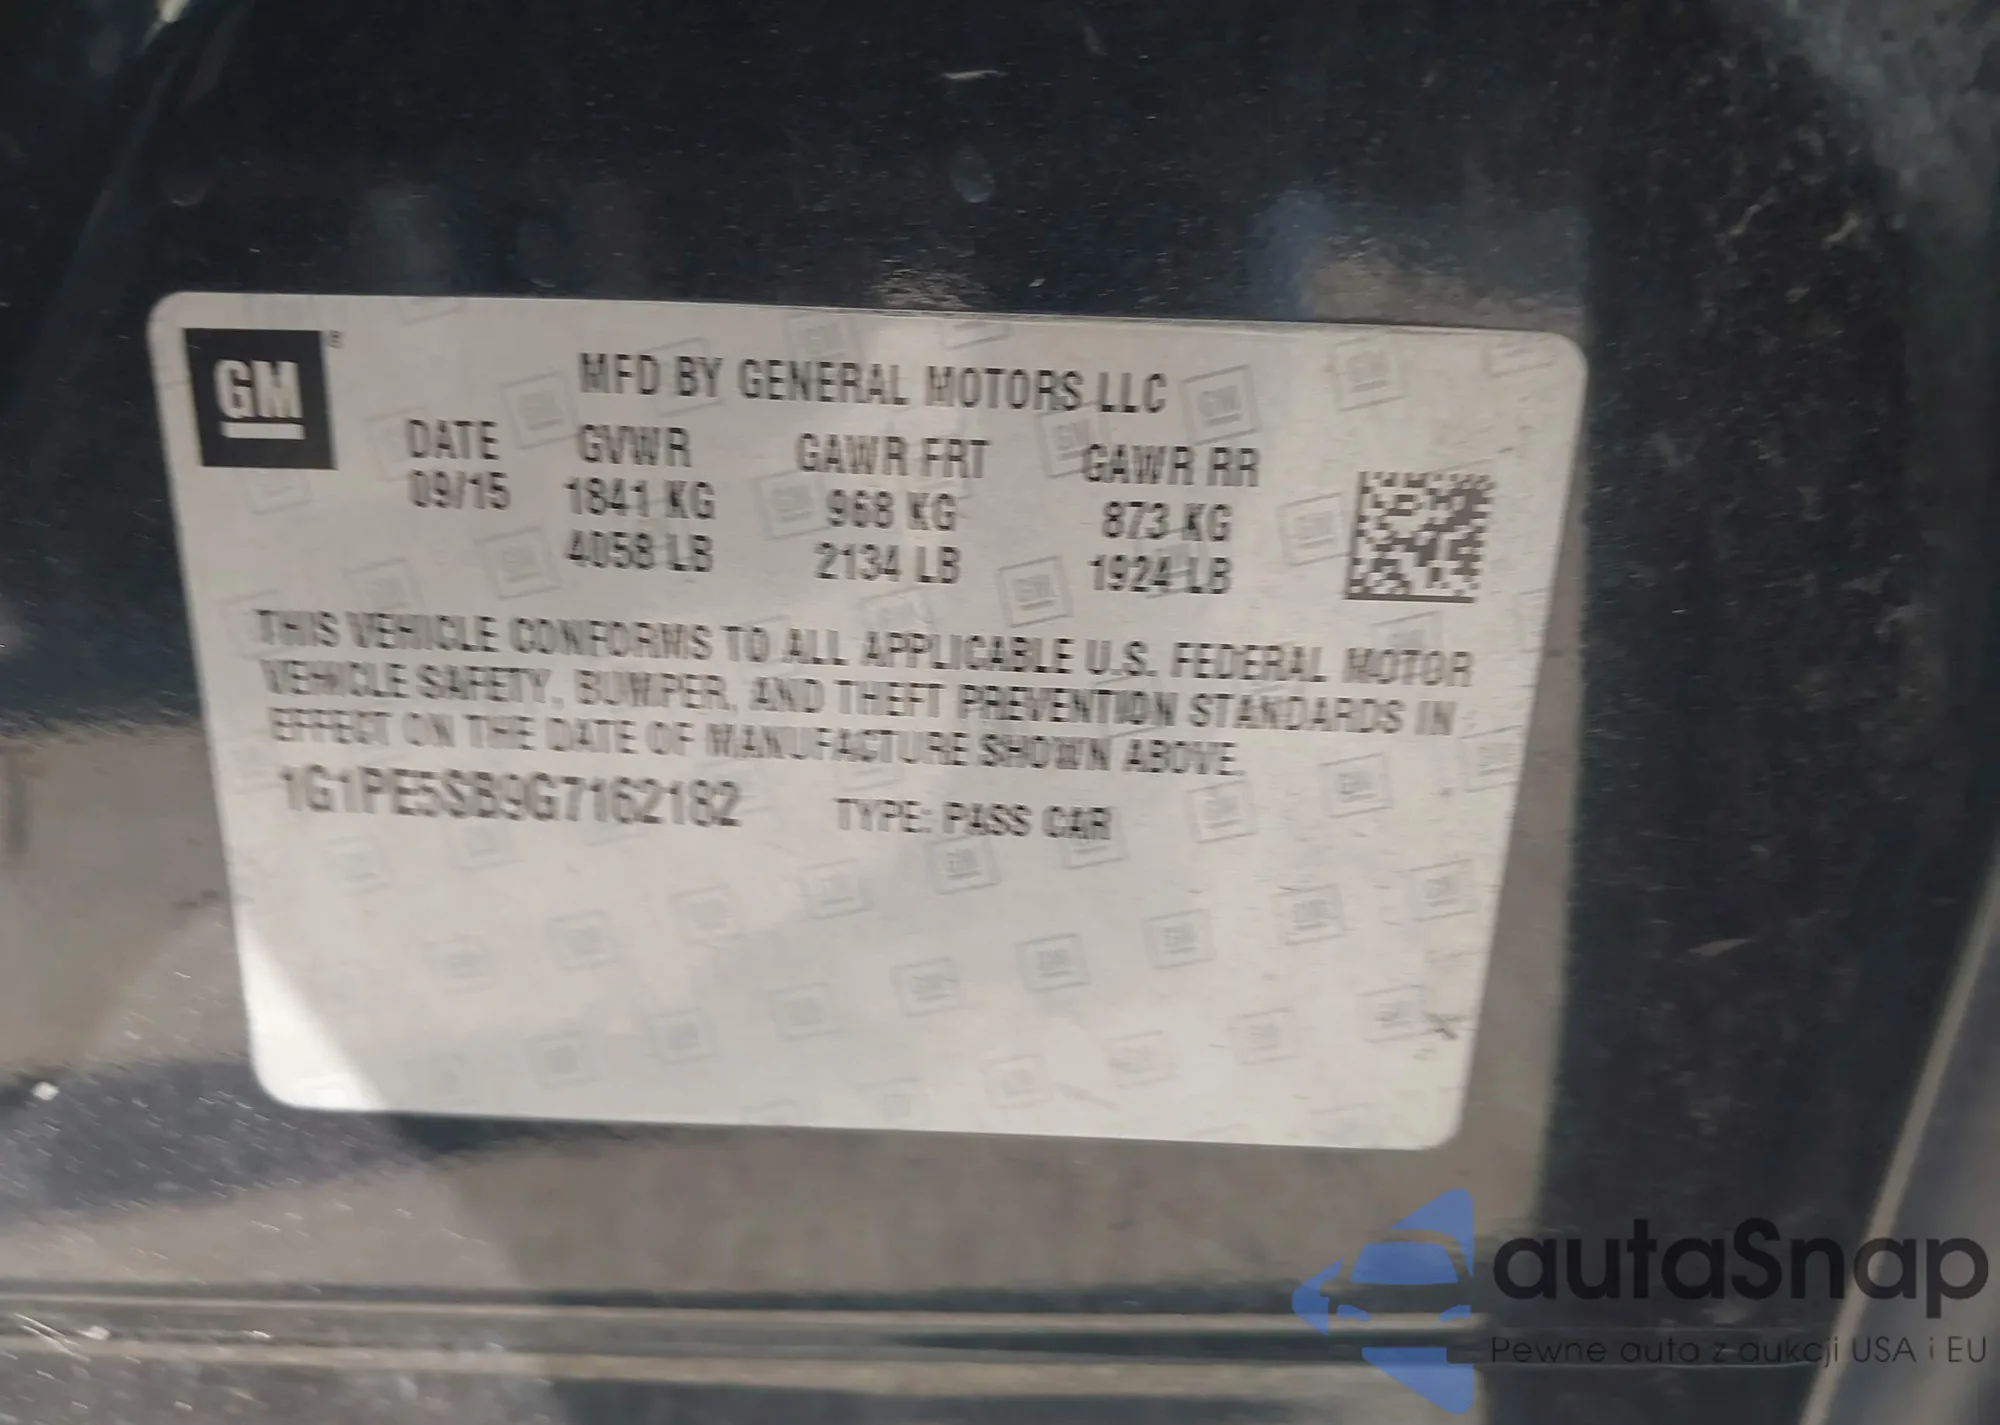 GM
MFD BY GENERAL MOTORS LLC
DATE GVWR GAWR FRT GAWR RR
09/15 1841 KG 968 KG 873 KG
4058 LB 2134 LB 1924 LB
THIS VEHICLE CONFORMS TO ALL APPLICABLE U.S. FEDERAL MOTOR
VEHICLE SAFETY, BUMPER, AND THEFT PREVENTION STANDARDS IN
EFFECT ON THE DATE OF MANUFACTURE SHOWN ABOVE.
1G1PE5SB9G7162182 TYPE: PASS CAR
autaSnap
Pewne auta z aukcji USA i EU